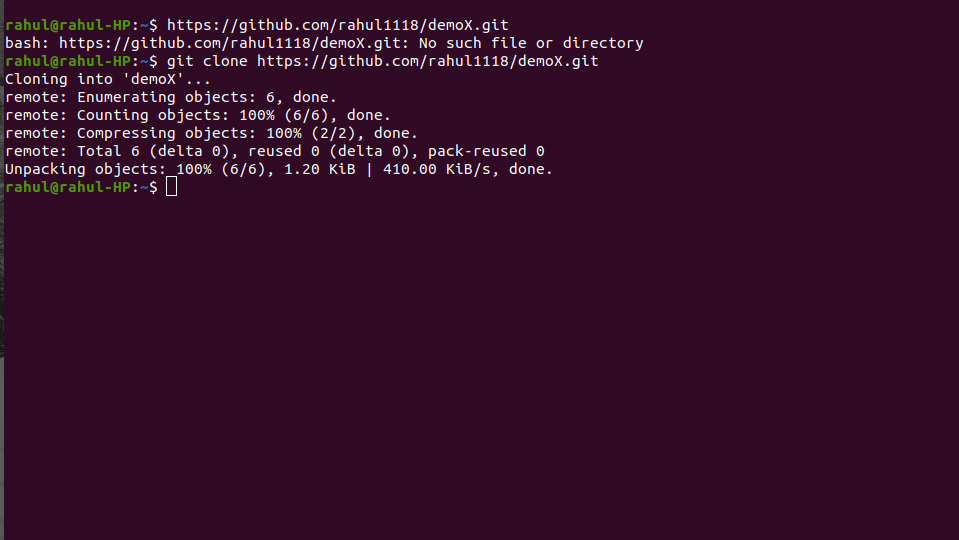 rahul@rahul-HP:~$ https://github.com/rahul1118/demoX.git
bash: https://github.com/rahul1118/demoX.git: No such file or directory
rahul@rahul-HP:~$ git clone https://github.com/rahul1118/demoX.git
Cloning into 'demoX'...
remote: Enumerating objects: 6, done.
remote: Counting objects: 100% (6/6), done.
remote: Compressing objects: 100% (2/2), done.
remote: Total 6 (delta 0), reused 0 (delta 0), pack-reused 0
Unpacking objects: 100% (6/6), 1.20 KiB | 410.00 KiB/s, done.
rahul@rahul-HP:~$